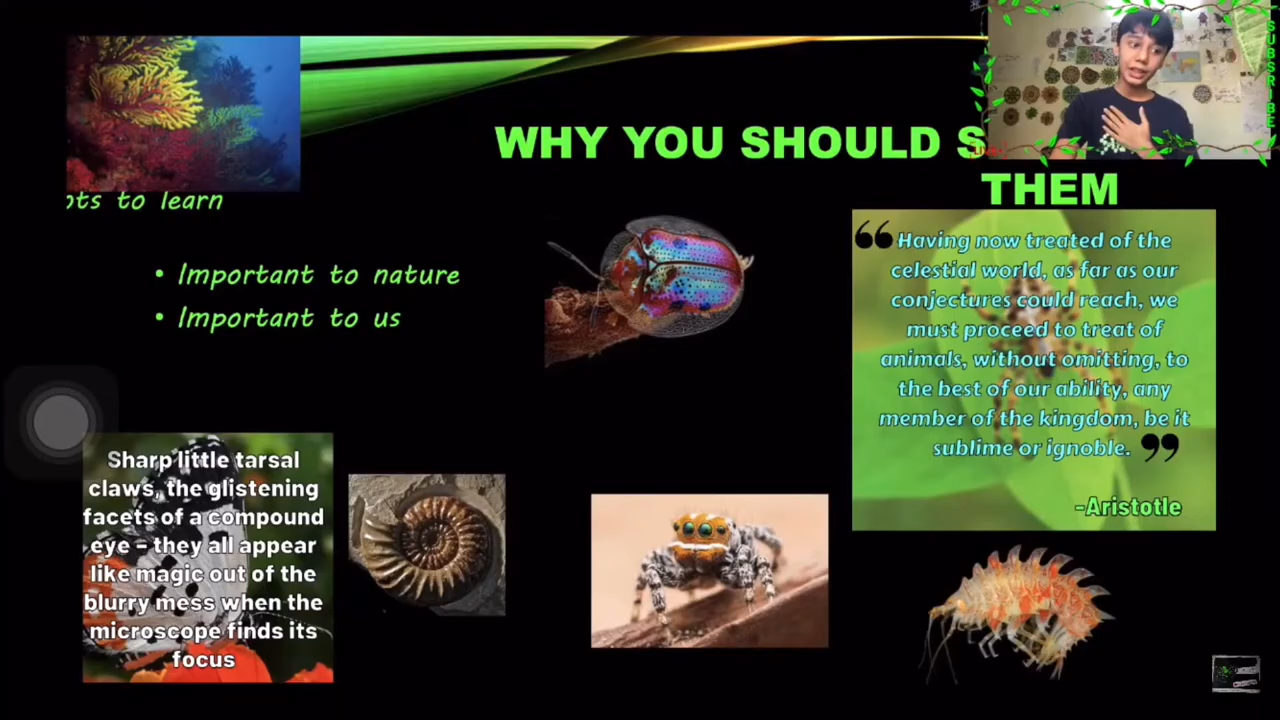 WHY YOU SHOULD S
THEM
ots to learn
• Important to nature
• Important to us
“Having now treated of the
celestial world, as far as our
conjectures could reach, we
must proceed to treat of
animals, without omitting, to
the best of our ability, any
member of the kingdom, be it
sublime or ignoble.”
-Aristotle
Sharp little tarsal
claws, the glistening
facets of a compound
eye – they all appear
like magic out of the
blurry mess when the
microscope finds its
focus
SUBSRIBE